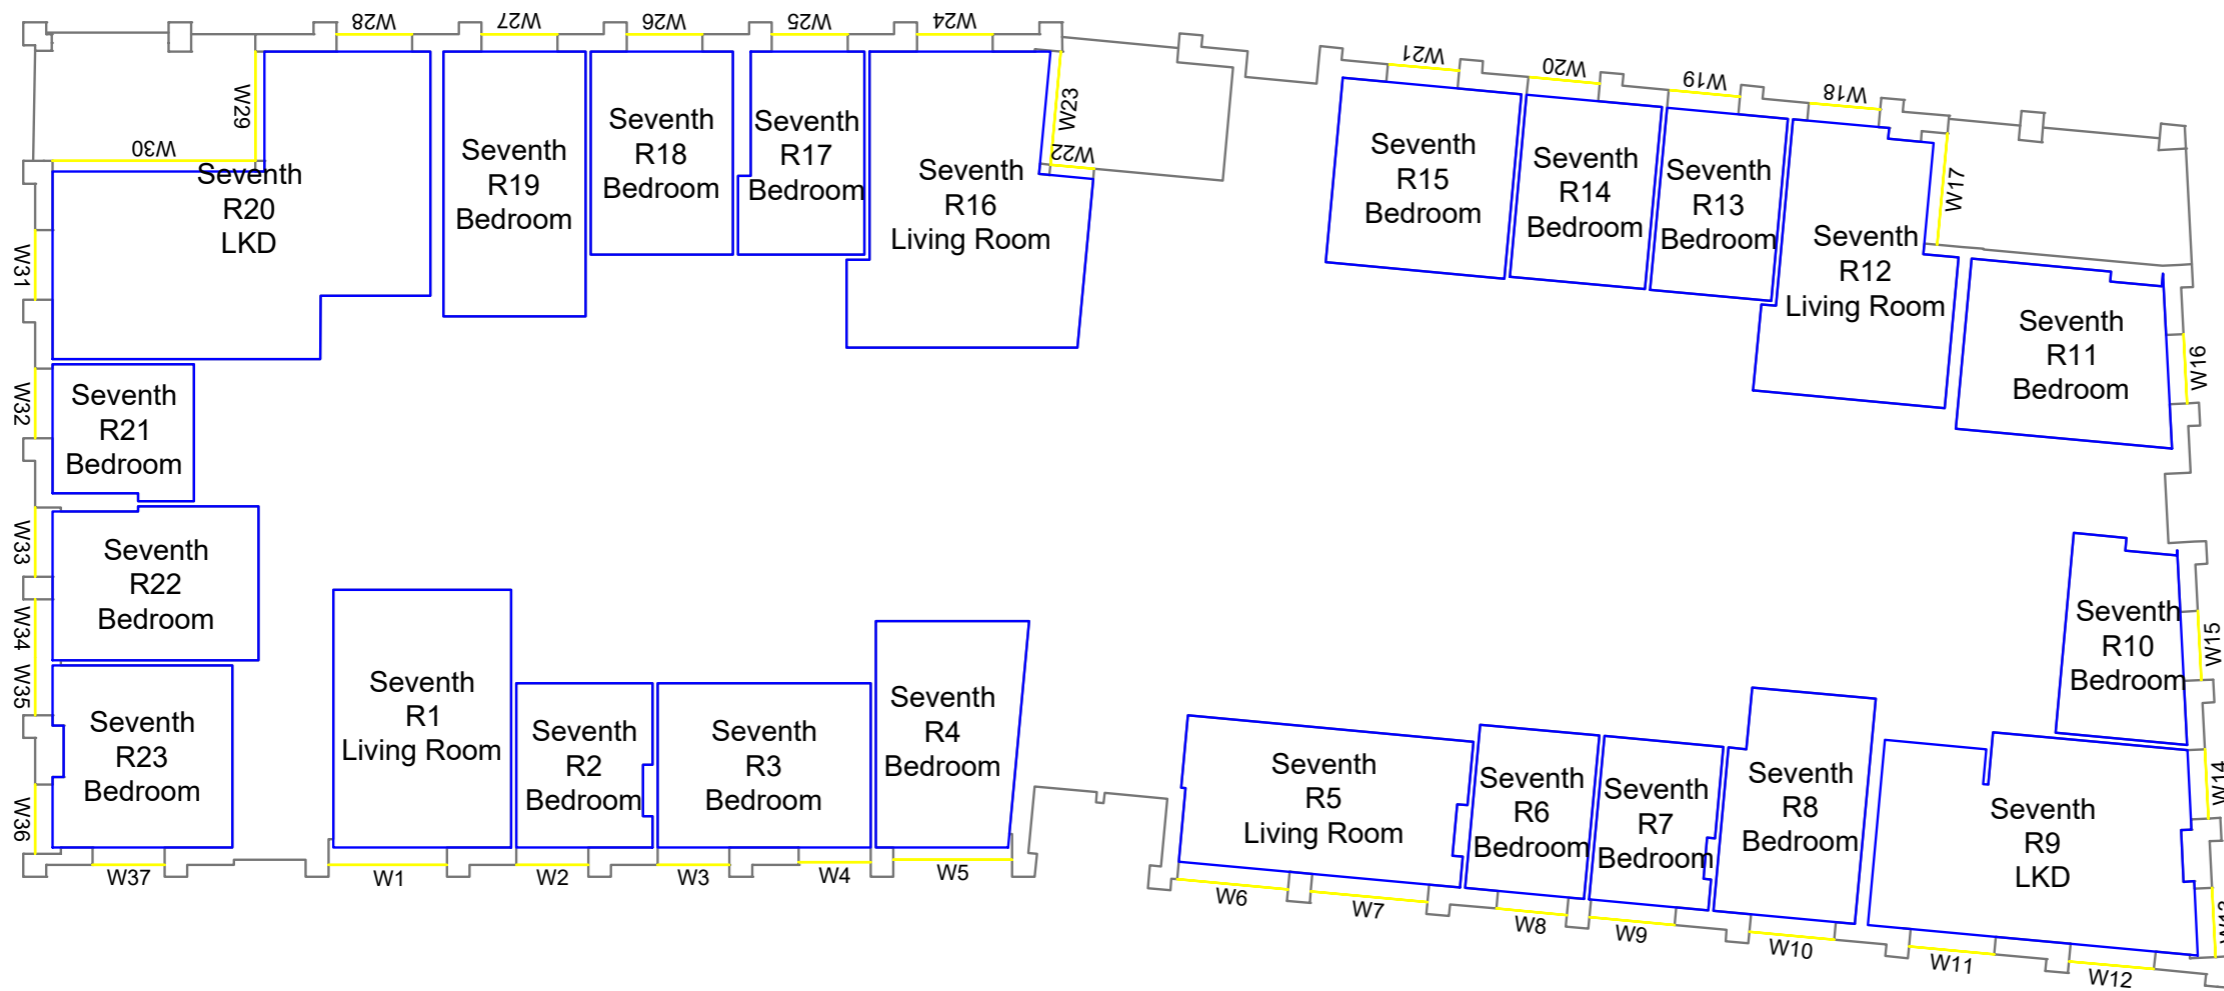 W28
W27
W26
W25
W24
W21
W20
W19
W18
W29
W30
W23
W22
W17
Seventh
R20
LKD
Seventh
R19
Bedroom
Seventh
R18
Bedroom
Seventh
R17
Bedroom
Seventh
R16
Living Room
Seventh
R15
Bedroom
Seventh
R14
Bedroom
Seventh
R13
Bedroom
Seventh
R12
Living Room
Seventh
R11
Bedroom
W16
W31
W32
Seventh
R21
Bedroom
W33
Seventh
R22
Bedroom
W34
W35
Seventh
R23
Bedroom
W36
W37
Seventh
R1
Living Room
Seventh
R2
Bedroom
Seventh
R3
Bedroom
Seventh
R4
Bedroom
Seventh
R5
Living Room
Seventh
R6
Bedroom
Seventh
R7
Bedroom
Seventh
R8
Bedroom
Seventh
R9
LKD
Seventh
R10
Bedroom
W15
W14
W1
W2
W3
W4
W5
W6
W7
W8
W9
W10
W11
W12